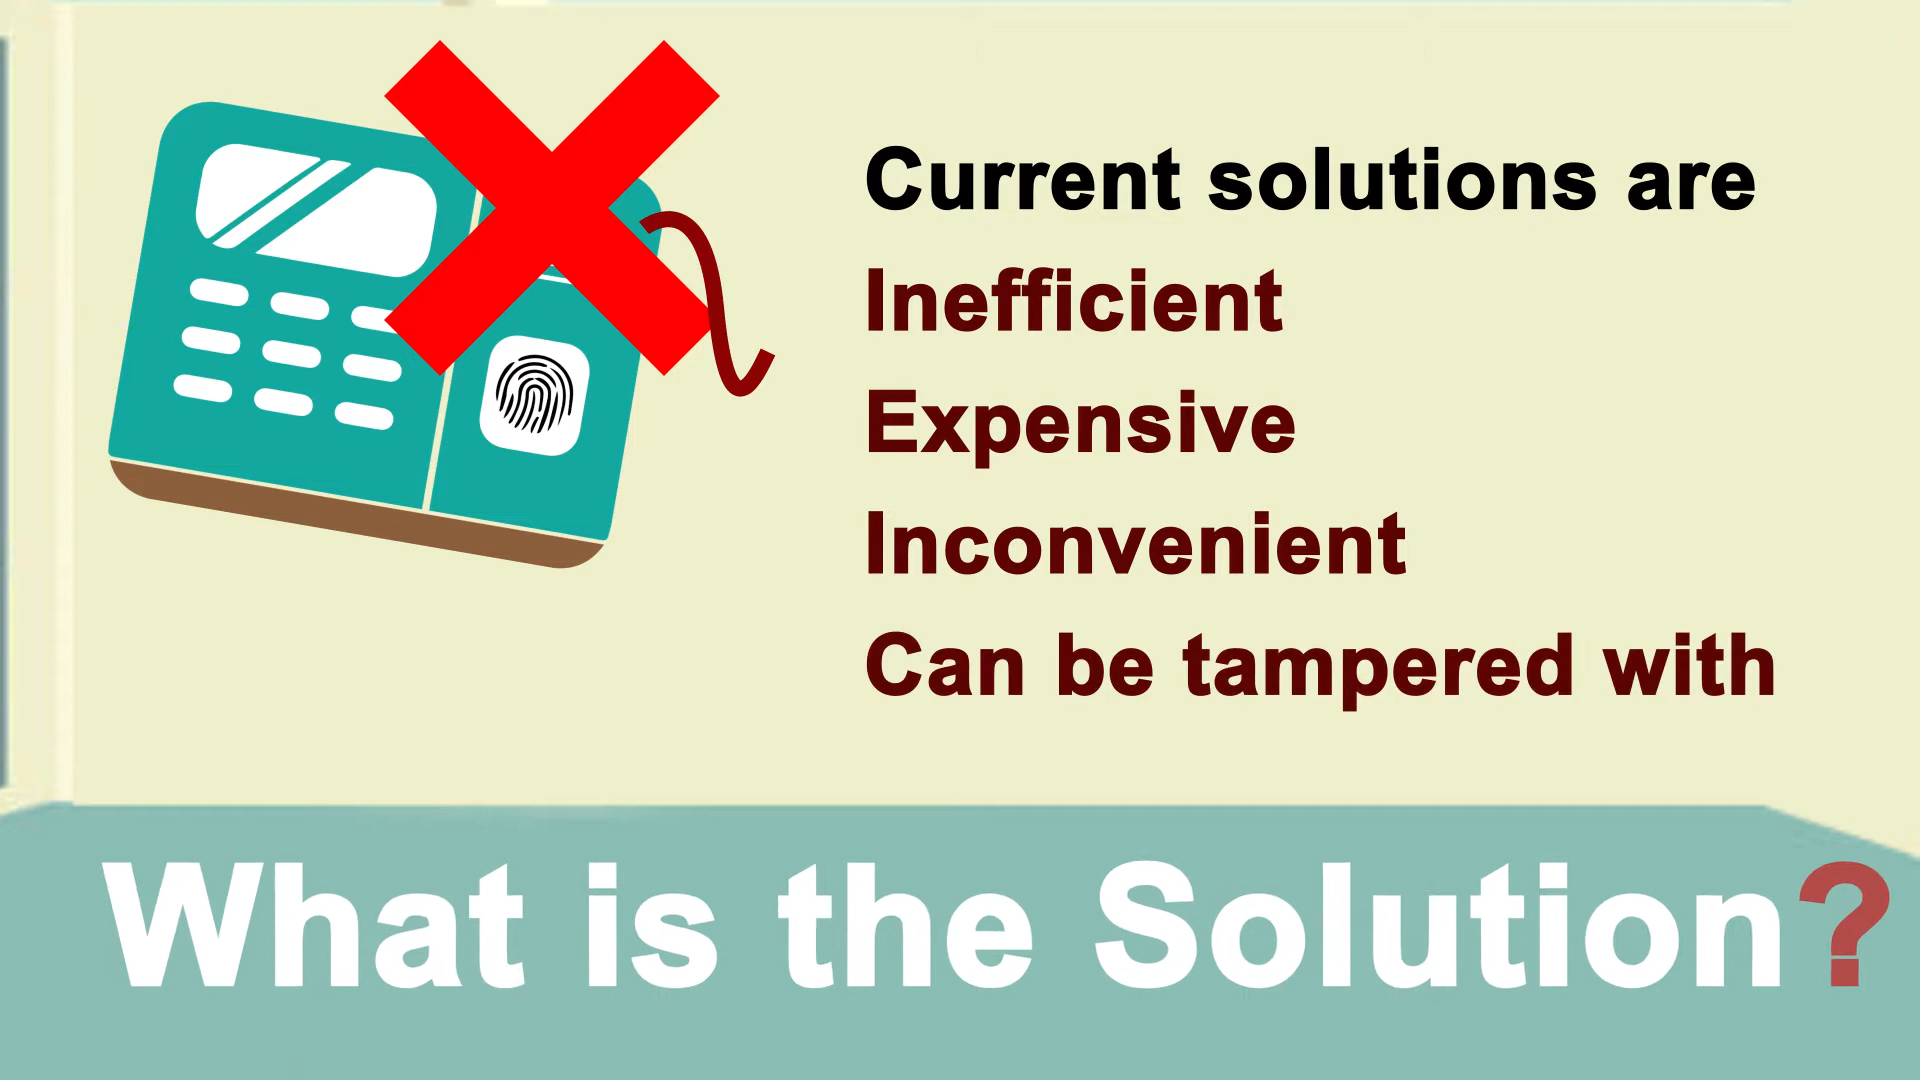 Current solutions are
Inefficient
Expensive
Inconvenient
Can be tampered with
What is the Solution?